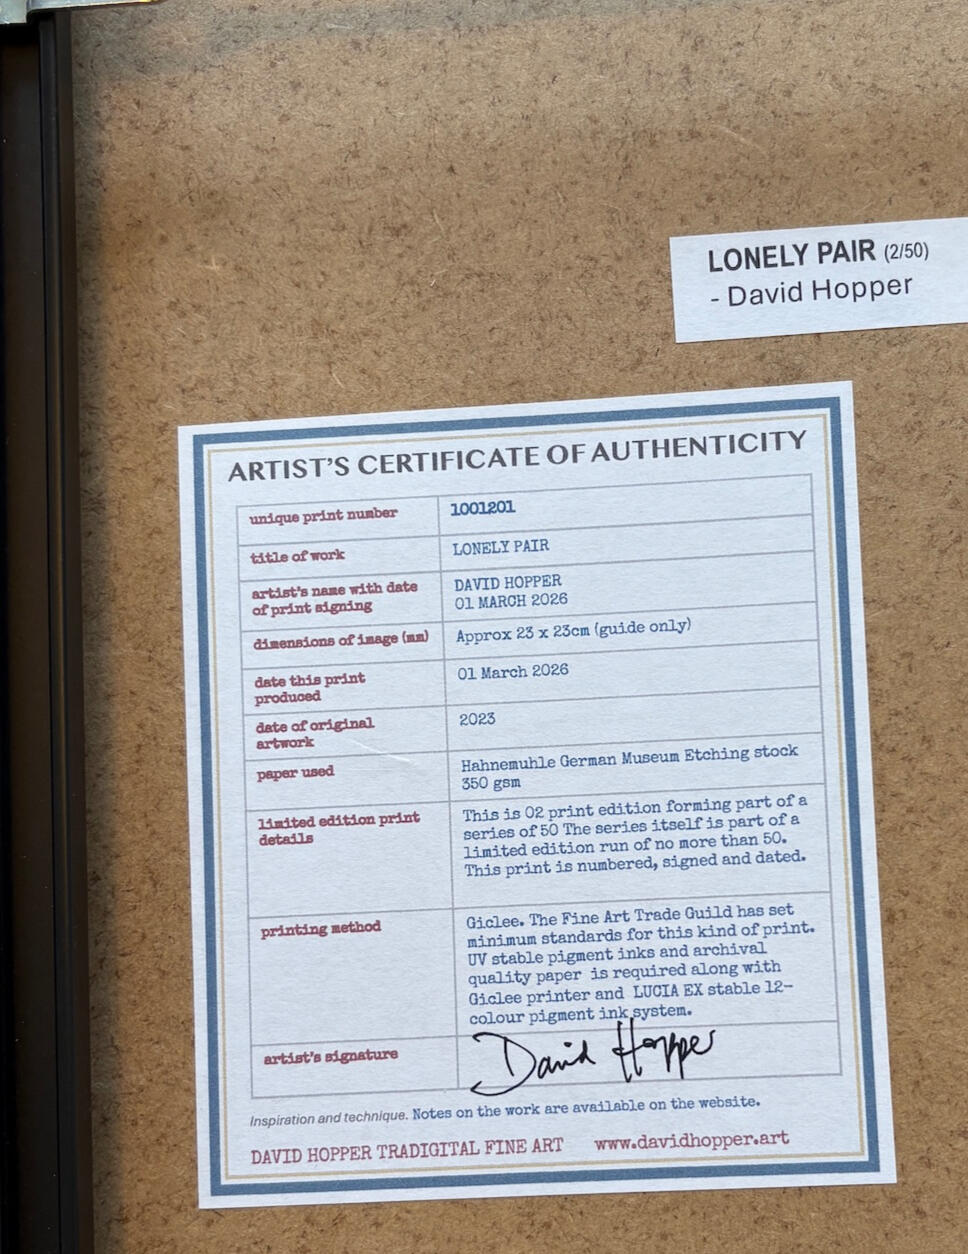 LONELY PAIR (2/50)
- David Hopper
ARTIST'S CERTIFICATE OF AUTHENTICITY
unique print number 1001201
title of work LONELY PAIR
artist's name with date DAVID HOPPER
of print signing 01 MARCH 2026
dimensions of image (mm) Approx 23 x 23cm (guide only)
date this print 01 March 2026
produced
date of original 2023
artwork
paper used Hahnemuhle German Museum Etching stock
350 gsm
limited edition print This is 02 print edition forming part of a
details series of 50 The series itself is part of a
limited edition run of no more than 50.
This print is numbered, signed and dated.
printing method Giclee. The Fine Art Trade Guild has set
minimum standards for this kind of print.
UV stable pigment inks and archival
quality paper is required along with
Giclee printer and LUCIA EX stable 12-
colour pigment ink system.
artist's signature David Hopper
Inspiration and technique. Notes on the work are available on the website.
DAVID HOPPER TRADIGITAL FINE ART www.davidhopper.art